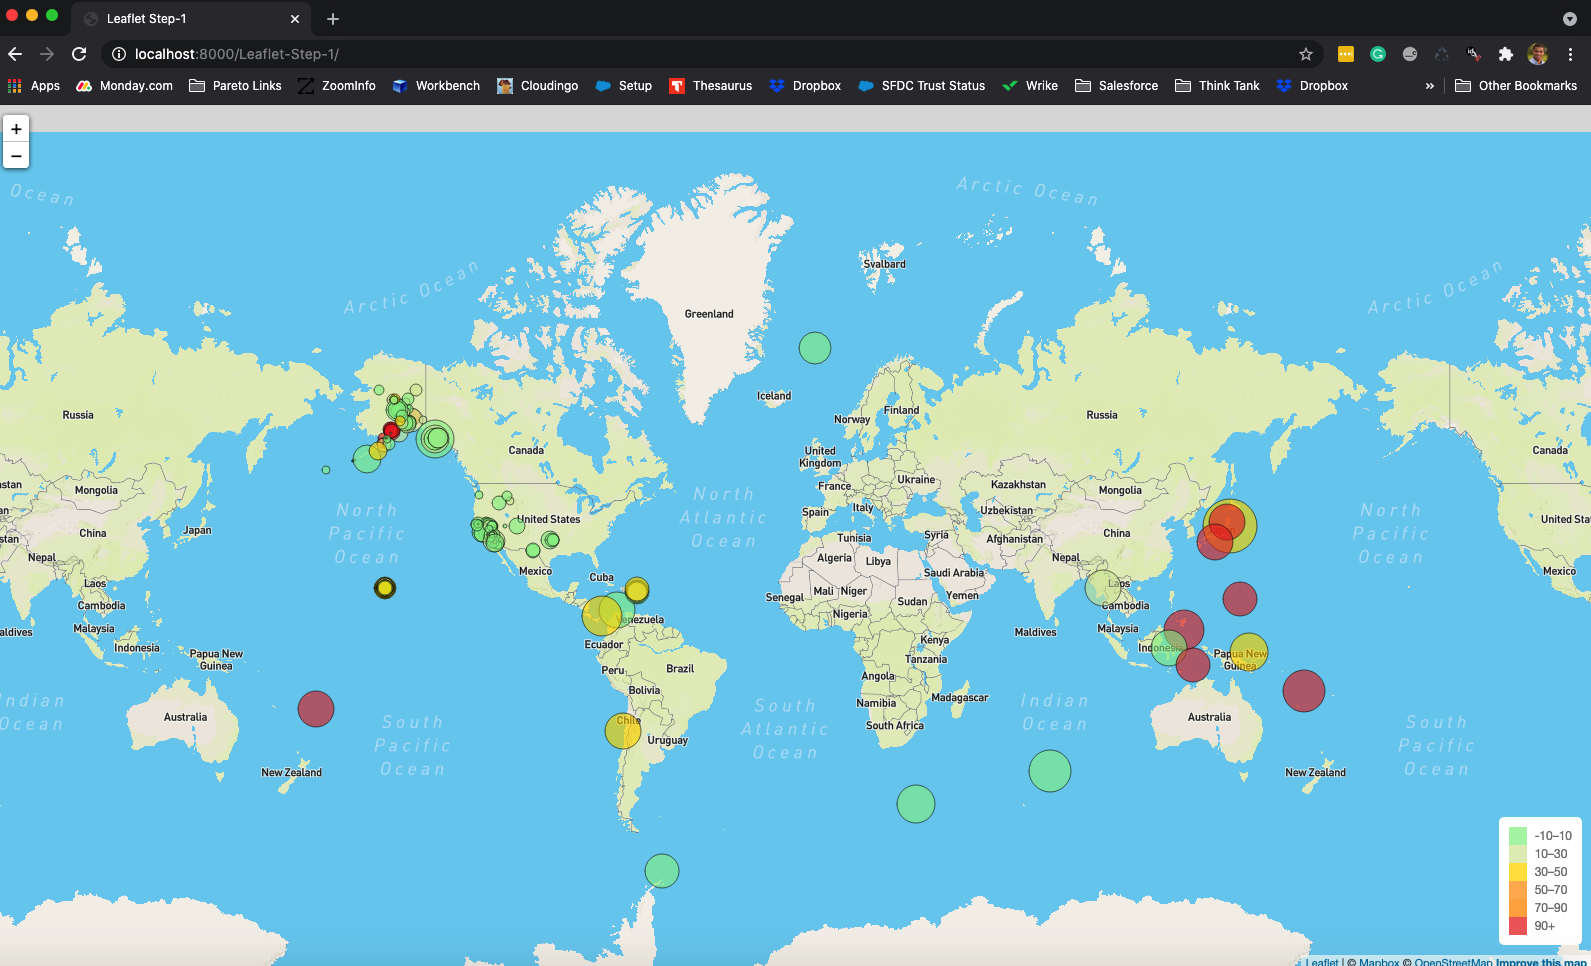 Leaflet Step-1
localhost:8000/Leaflet-Step-1/
Apps Monday.com Pareto Links ZoomInfo Workbench Cloudingo Setup Thesaurus Dropbox SFDC Trust Status Wrike Salesforce Think Tank Dropbox » Other Bookmarks
+
−
Ocean
Arctic Ocean
Arctic Ocean
Arctic Ocean
Svalbard
Greenland
Iceland
Russia
Norway
Finland
Russia
Canada
United
Kingdom
Canada
Mongolia
France
Ukraine
Kazakhstan
Mongolia
North
Atlantic
Ocean
North
Pacific
Ocean
Spain
Italy
Uzbekistan
North
Pacific
Ocean
United States
China
Japan
Tunisia
Syria
Afghanistan
China
Nepal
Algeria
Libya
Nepal
Mexico
Cuba
Saudi Arabia
Mexico
Laos
Laos
Senegal
Mali
Niger
Sudan
Yemen
Cambodia
Cambodia
Nigeria
Venezuela
Malaysia
Malaysia
Maldives
Indonesia
Ecuador
Kenya
Indonesia
Papua New
Guinea
Papua New
Guinea
Peru
Brazil
Tanzania
Angola
Bolivia
Madagascar
Namibia
Indian
Ocean
South
Atlantic
Ocean
Australia
Chile
South Africa
Australia
South
Pacific
Ocean
Uruguay
South
Pacific
Ocean
New Zealand
New Zealand
-10–10
10–30
30–50
50–70
70–90
90+
Leaflet | © Mapbox © OpenStreetMap Improve this map